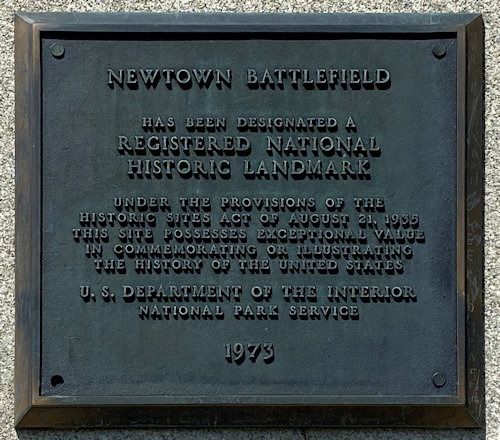 NEWTOWN BATTLEFIELD
HAS BEEN DESIGNATED A
REGISTERED NATIONAL
HISTORIC LANDMARK
UNDER THE PROVISIONS OF THE
HISTORIC SITES ACT OF AUGUST 21, 1935
THIS SITE POSSESSES EXCEPTIONAL VALUE
IN COMMEMORATING OR ILLUSTRATING
THE HISTORY OF THE UNITED STATES
U. S. DEPARTMENT OF THE INTERIOR
NATIONAL PARK SERVICE
1973